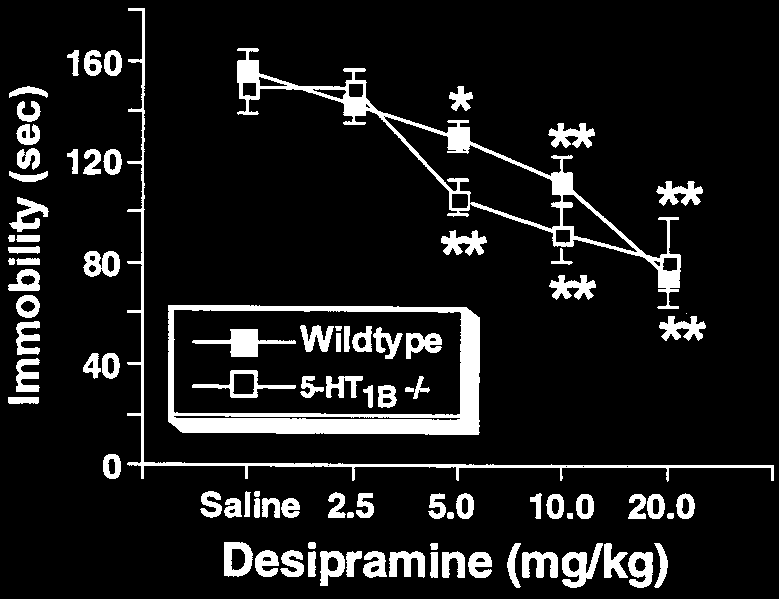 Immobility (sec)
160
120
80
40
0
*
**
**
**
**
**
**
Wildtype
5-HT1B -/-
Saline 2.5 5.0 10.0 20.0
Desipramine (mg/kg)